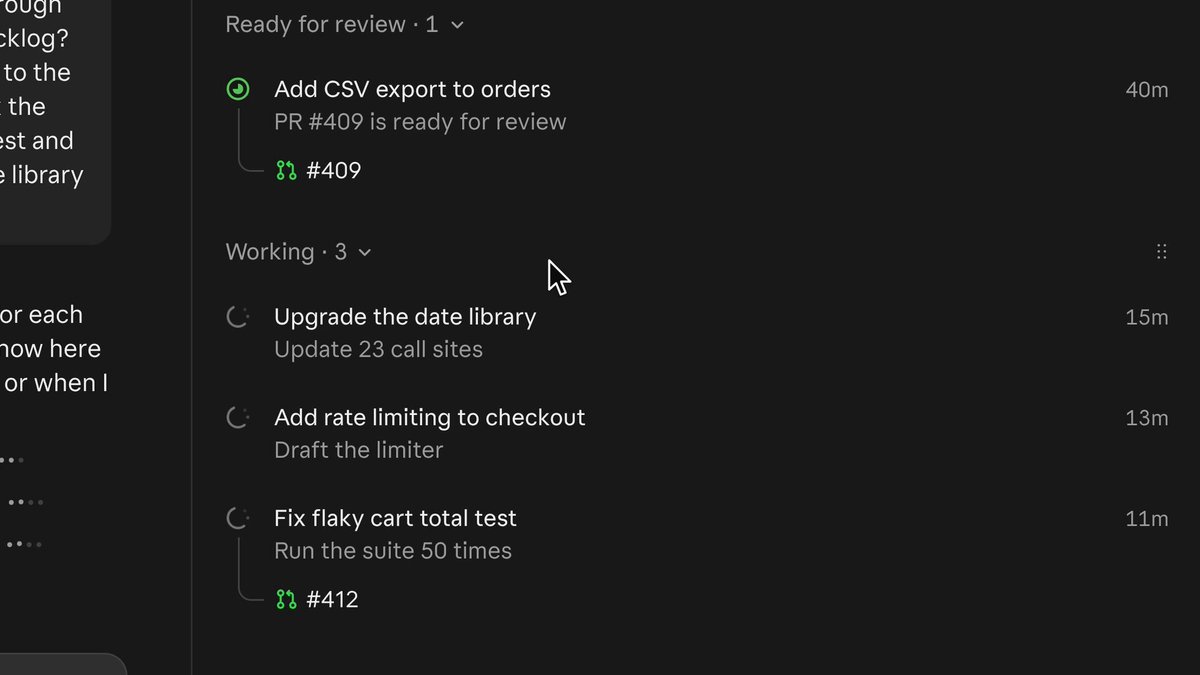 rough
cklog?
to the
the
est and
e library
or each
now here
or when I
Ready for review · 1
Add CSV export to orders
40m
PR #409 is ready for review
#409
Working · 3
Upgrade the date library
15m
Update 23 call sites
Add rate limiting to checkout
13m
Draft the limiter
Fix flaky cart total test
11m
Run the suite 50 times
#412